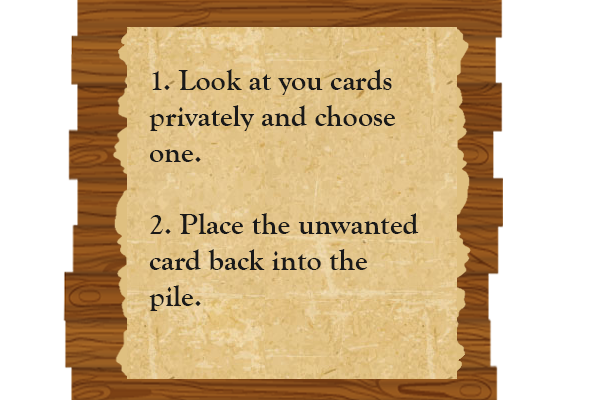 1. Look at you cards
privately and choose
one.
2. Place the unwanted
card back into the
pile.